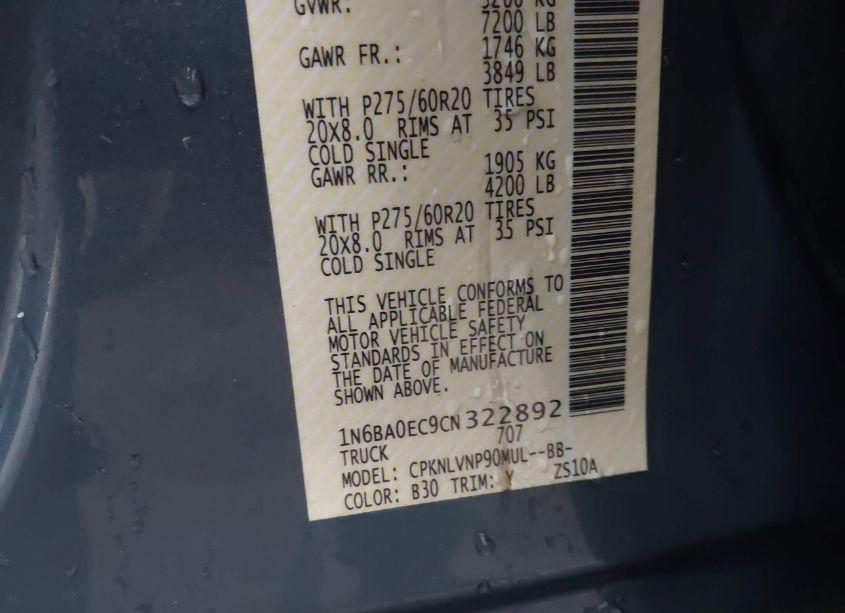 GVWR: 3266 KG
7200 LB
GAWR FR.: 1746 KG
3849 LB
WITH P275/60R20 TIRES
20x8.0 RIMS AT 35 PSI
COLD SINGLE
GAWR RR.: 1905 KG
4200 LB
WITH P275/60R20 TIRES
20x8.0 RIMS AT 35 PSI
COLD SINGLE
THIS VEHICLE CONFORMS TO
ALL APPLICABLE FEDERAL
MOTOR VEHICLE SAFETY
STANDARDS IN EFFECT ON
THE DATE OF MANUFACTURE
SHOWN ABOVE.
1N6BA0EC9CN322892
TRUCK 707
MODEL: CPKNLVNP90MUL--BB-
COLOR: B30 TRIM: Y ZS10A